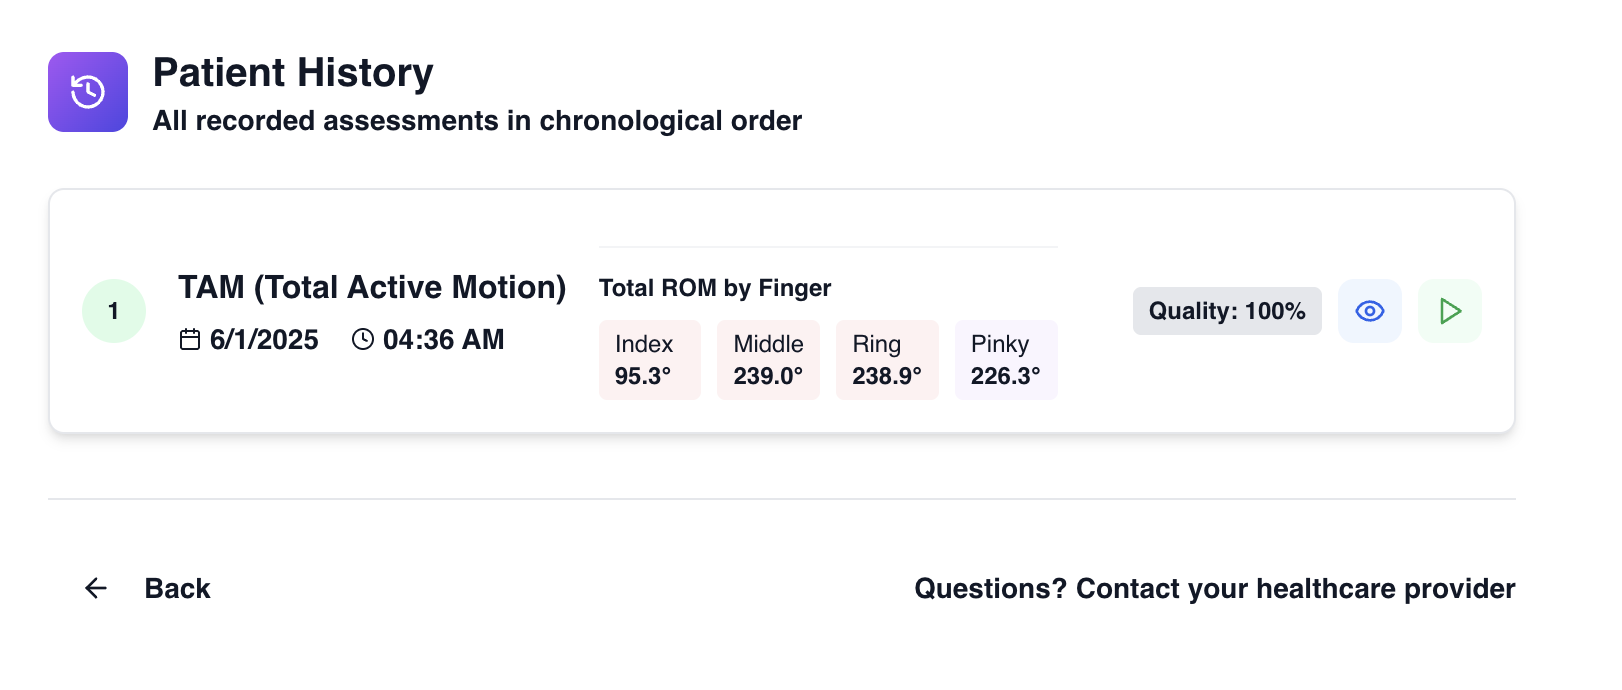 Patient History
All recorded assessments in chronological order
1
TAM (Total Active Motion)
6/1/2025 04:36 AM
Total ROM by Finger
Index Middle Ring Pinky
95.3° 239.0° 238.9° 226.3°
Quality: 100%
Back
Questions? Contact your healthcare provider